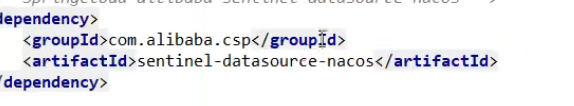 dependency>
<groupId>com.alibaba.csp</groupId>
<artifactId>sentinel-datasource-nacos</artifactId>
/dependency>